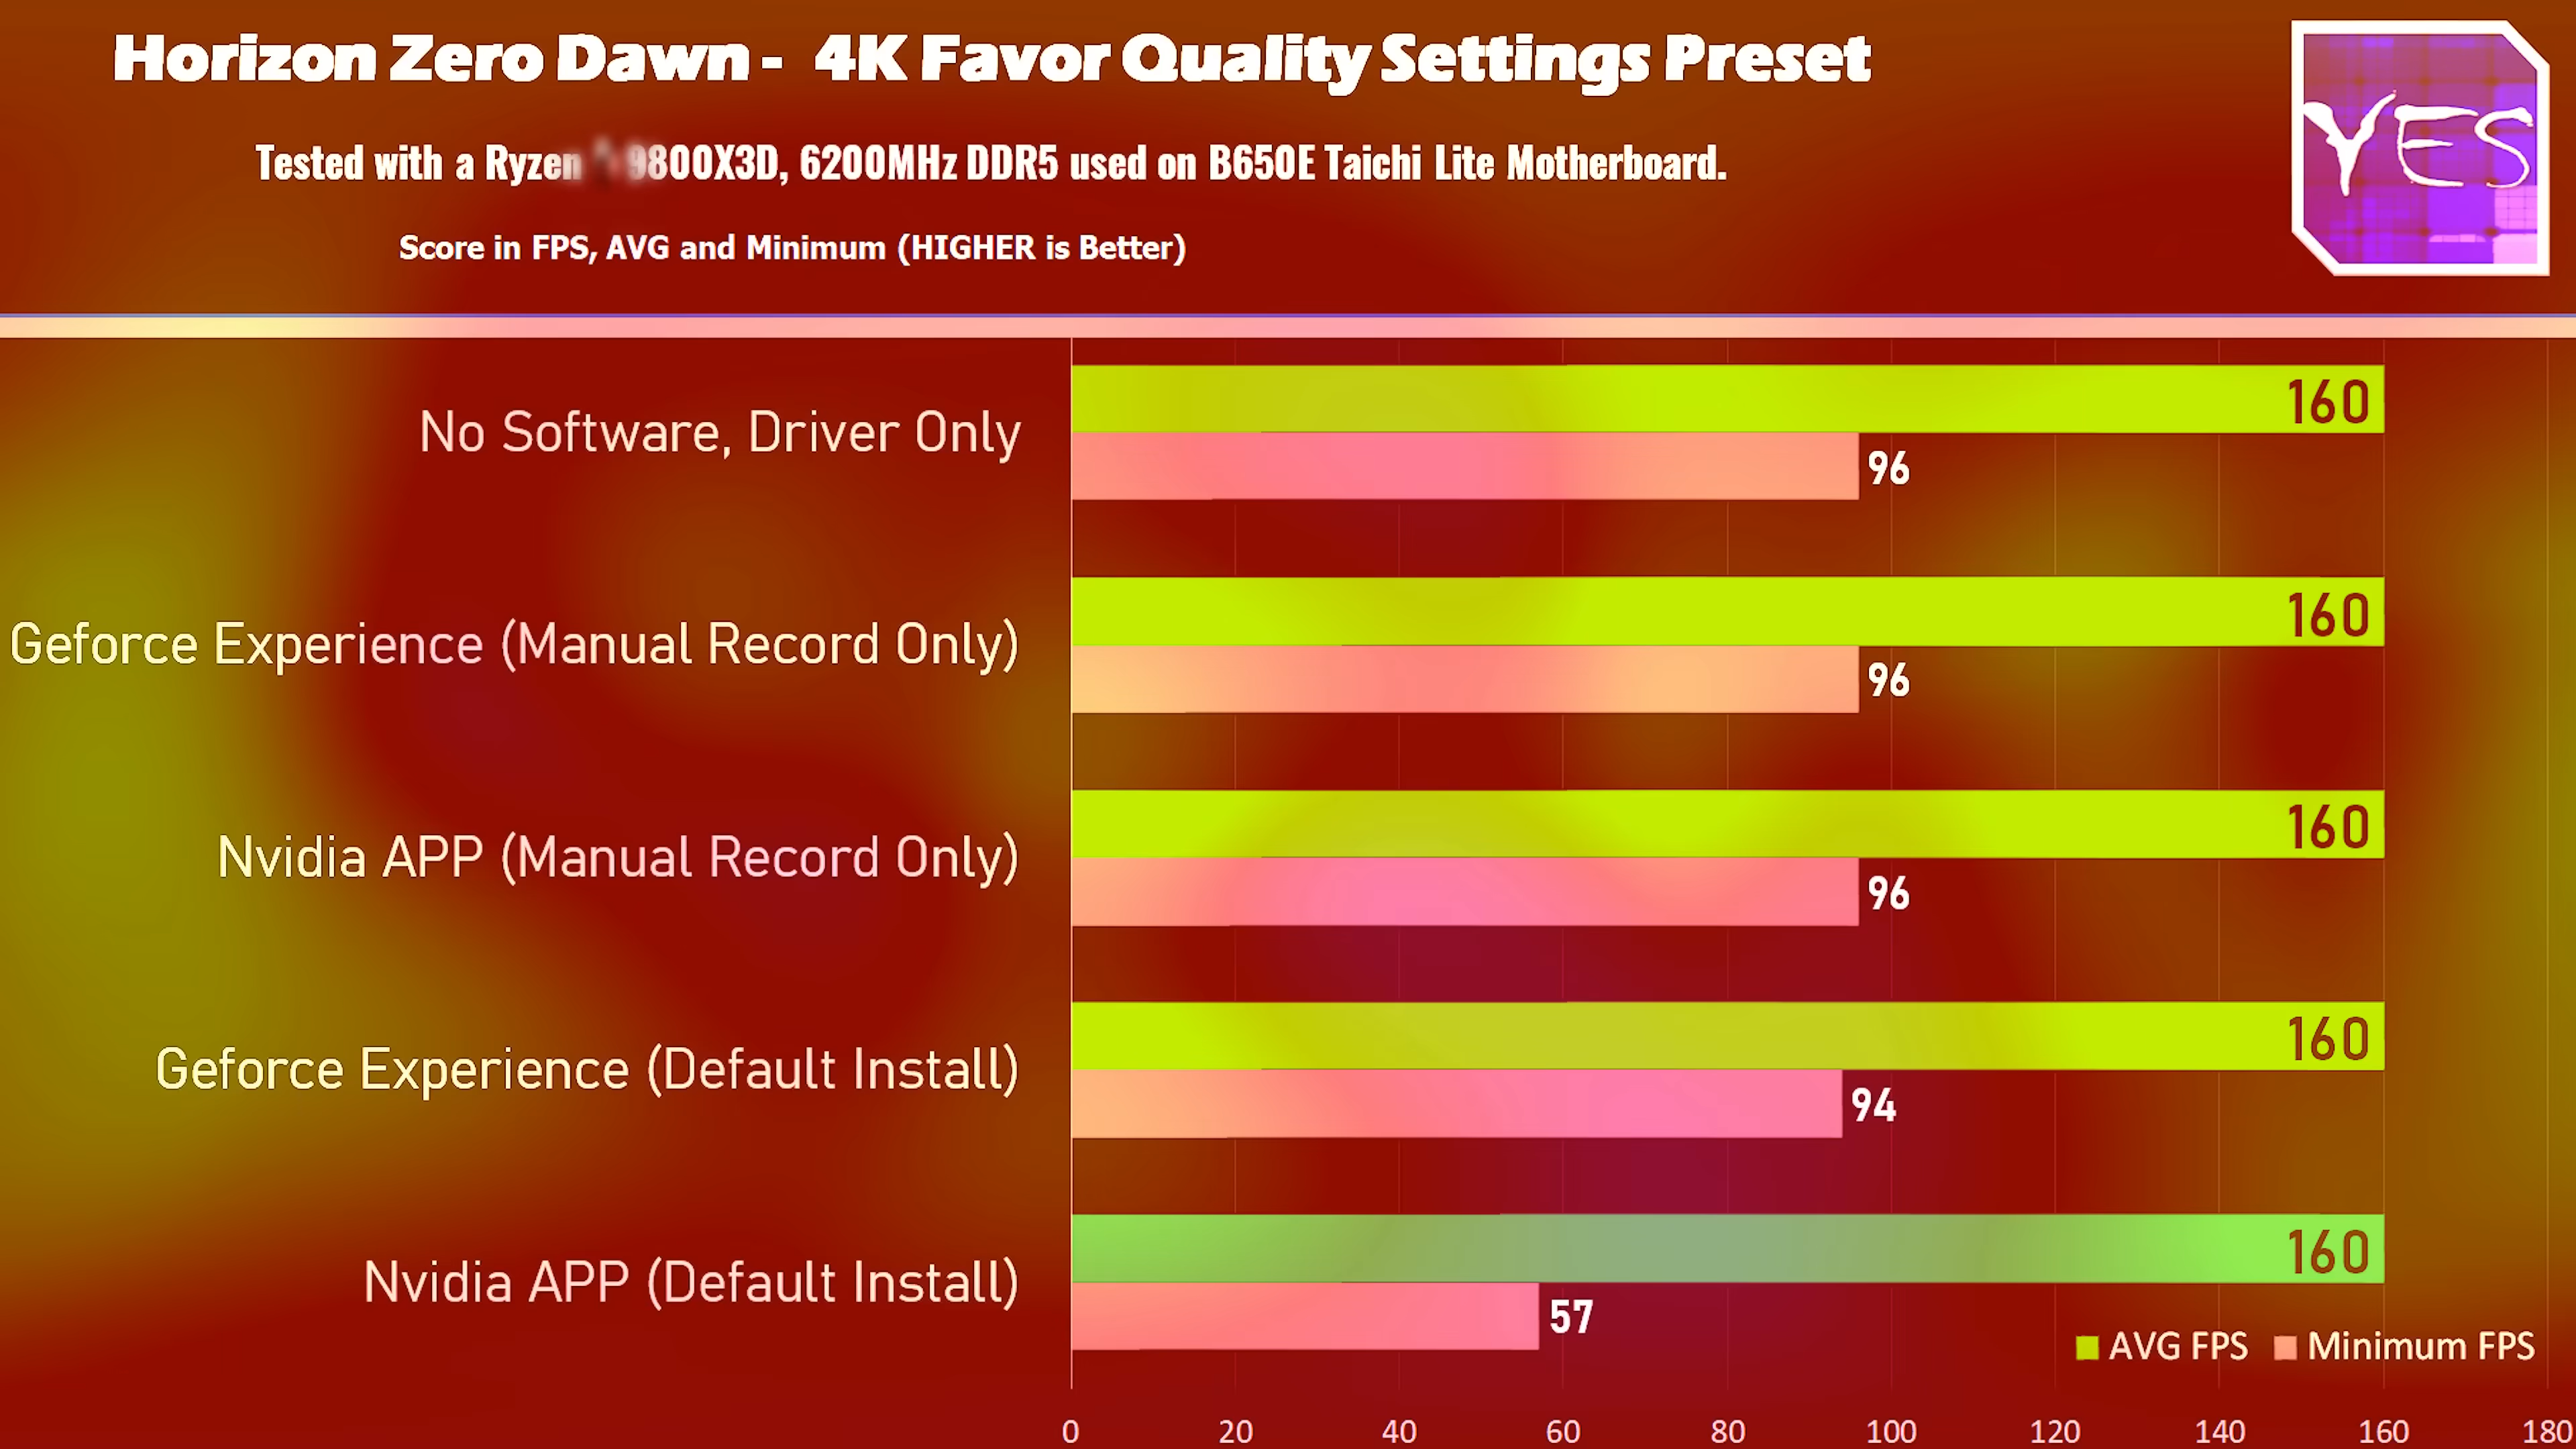 Horizon Zero Dawn - 4K Favor Quality Settings Preset
YES
Tested with a Ryzen 9800X3D, 6200MHz DDR5 used on B650E Taichi Lite Motherboard.
Score in FPS, AVG and Minimum (HIGHER is Better)
No Software, Driver Only
160
96
Geforce Experience (Manual Record Only)
160
96
Nvidia APP (Manual Record Only)
160
96
Geforce Experience (Default Install)
160
94
Nvidia APP (Default Install)
160
57
AVG FPS Minimum FPS
0 20 40 60 80 100 120 140 160 180